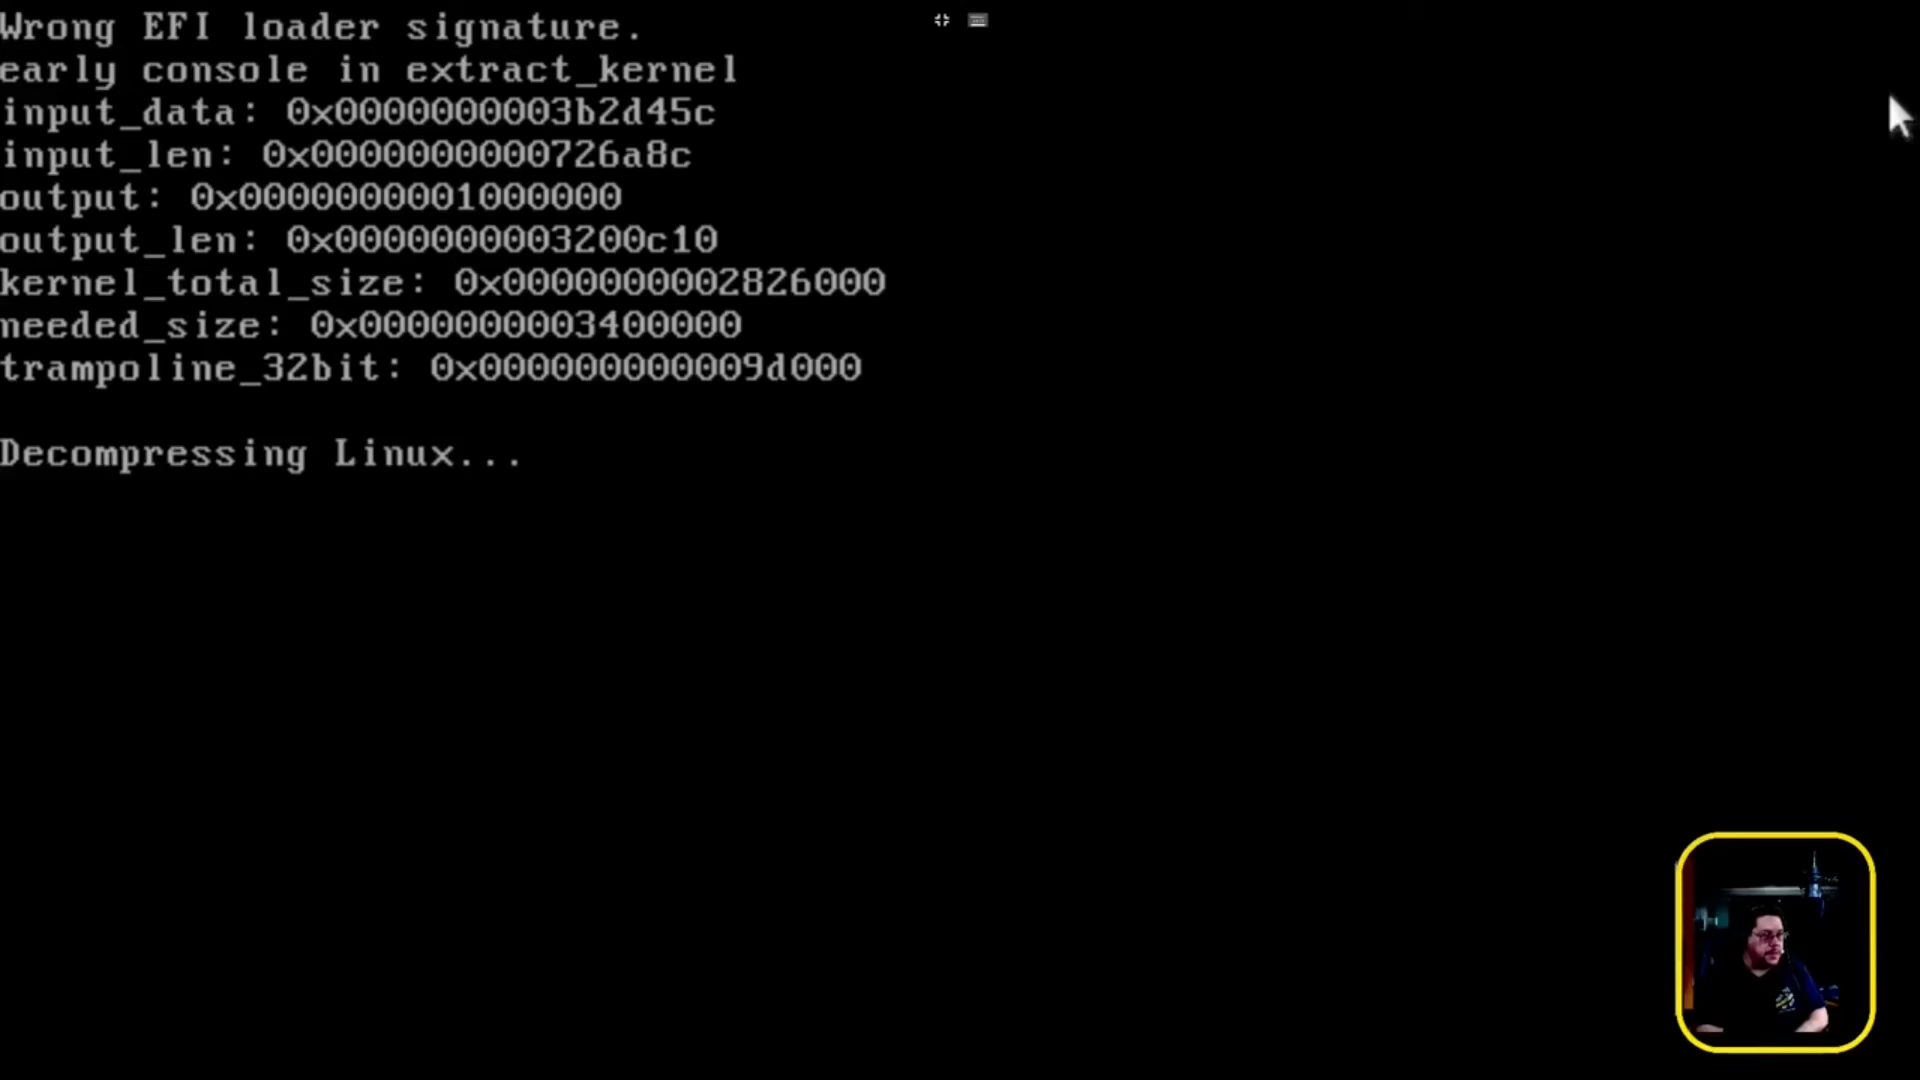 Wrong EFI loader signature.
early console in extract_kernel
input_data: 0x0000000003b2d45c
input_len: 0x0000000000726a8c
output: 0x0000000001000000
output_len: 0x0000000003200c10
kernel_total_size: 0x0000000002826000
needed_size: 0x0000000003400000
trampoline_32bit: 0x000000000009d000
Decompressing Linux...